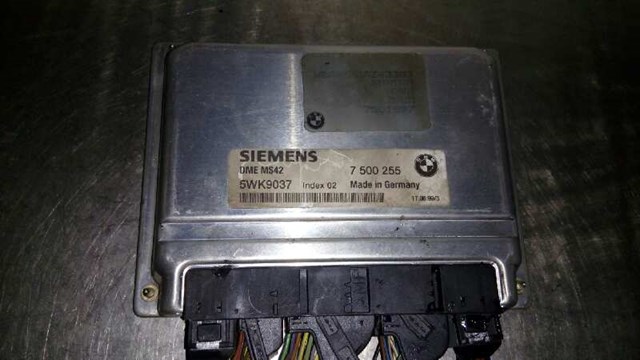 SIEMENS
DME MS42 7 500 255
5WK9037 Index 02 Made in Germany